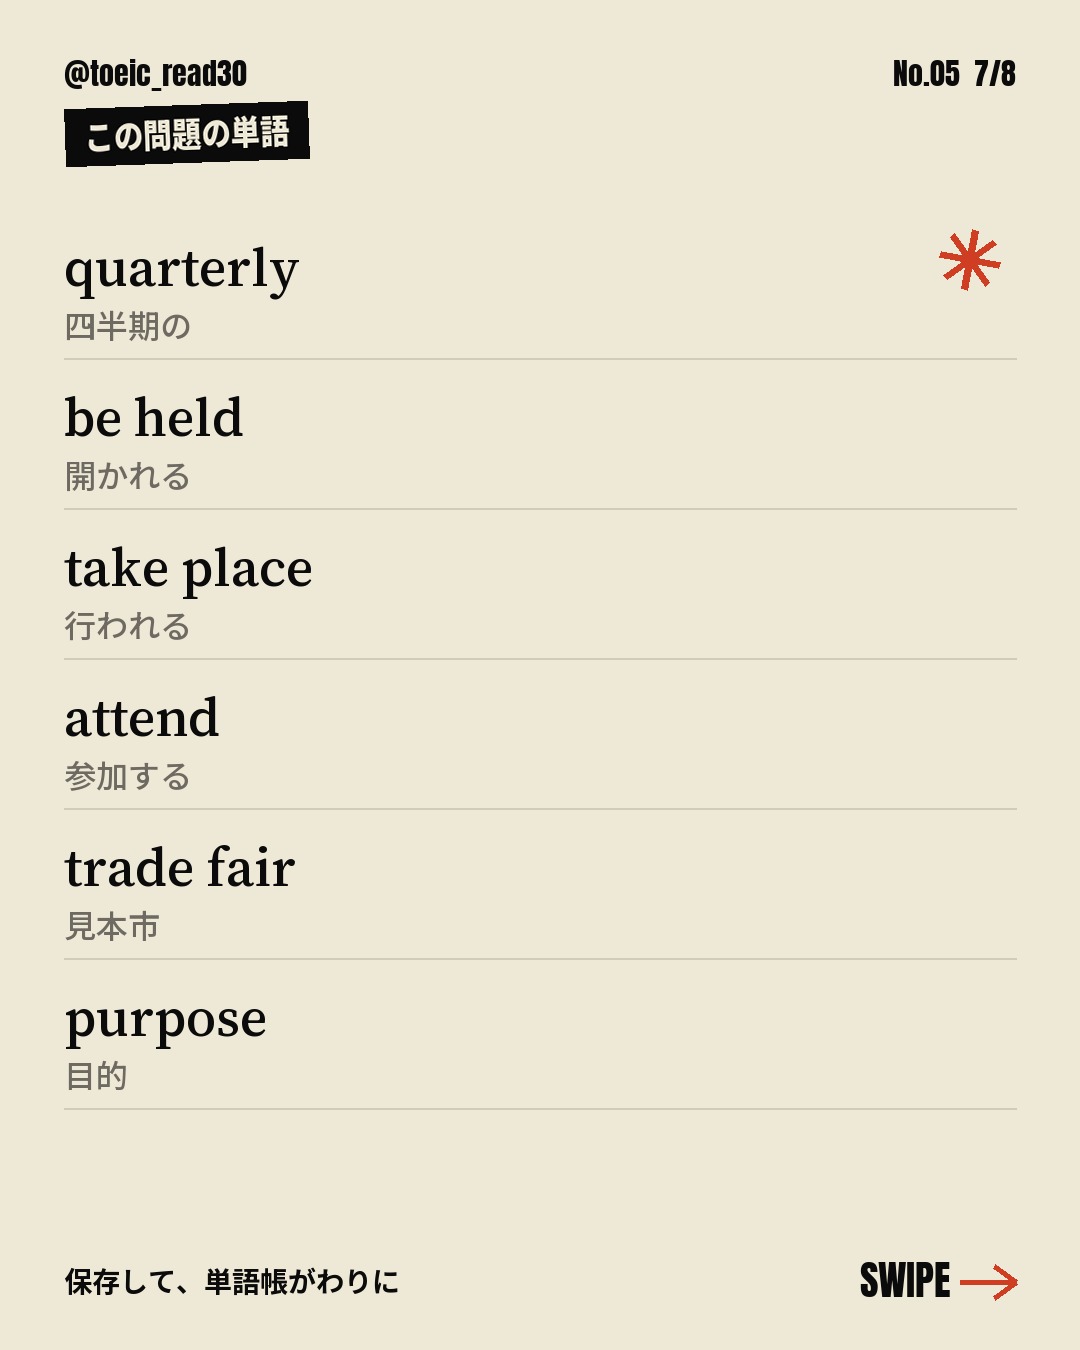 @toeic_read30
No.05 7/8
この問題の単語
quarterly
四半期の
be held
開かれる
take place
行われる
attend
参加する
trade fair
見本市
purpose
目的
保存して、単語帳がわりに
SWIPE